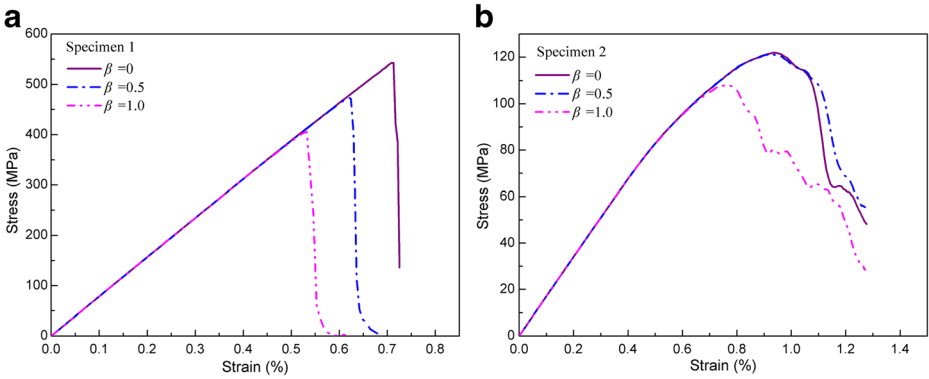 a
Specimen 1
β =0
β =0.5
β =1.0
Stress (MPa)
600
500
400
300
200
100
0
0.0 0.1 0.2 0.3 0.4 0.5 0.6 0.7 0.8
Strain (%)
b
Specimen 2
β =0
β =0.5
β =1.0
Stress (MPa)
120
100
80
60
40
20
0
0.0 0.2 0.4 0.6 0.8 1.0 1.2 1.4
Strain (%)